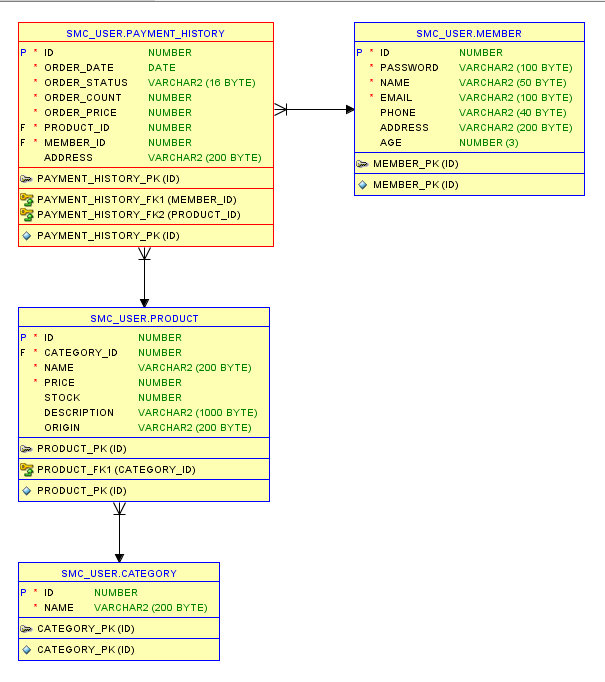 SMC_USER.PAYMENT_HISTORY
P * ID NUMBER
* ORDER_DATE DATE
* ORDER_STATUS VARCHAR2 (16 BYTE)
* ORDER_COUNT NUMBER
* ORDER_PRICE NUMBER
F * PRODUCT_ID NUMBER
F * MEMBER_ID NUMBER
ADDRESS VARCHAR2 (200 BYTE)
PAYMENT_HISTORY_PK (ID)
PAYMENT_HISTORY_FK1 (MEMBER_ID)
PAYMENT_HISTORY_FK2 (PRODUCT_ID)
PAYMENT_HISTORY_PK (ID)
SMC_USER.MEMBER
P * ID NUMBER
* PASSWORD VARCHAR2 (100 BYTE)
* NAME VARCHAR2 (50 BYTE)
* EMAIL VARCHAR2 (100 BYTE)
PHONE VARCHAR2 (40 BYTE)
ADDRESS VARCHAR2 (200 BYTE)
AGE NUMBER (3)
MEMBER_PK (ID)
MEMBER_PK (ID)
SMC_USER.PRODUCT
P * ID NUMBER
F * CATEGORY_ID NUMBER
* NAME VARCHAR2 (200 BYTE)
* PRICE NUMBER
STOCK NUMBER
DESCRIPTION VARCHAR2 (1000 BYTE)
ORIGIN VARCHAR2 (200 BYTE)
PRODUCT_PK (ID)
PRODUCT_FK1 (CATEGORY_ID)
PRODUCT_PK (ID)
SMC_USER.CATEGORY
P * ID NUMBER
* NAME VARCHAR2 (200 BYTE)
CATEGORY_PK (ID)
CATEGORY_PK (ID)